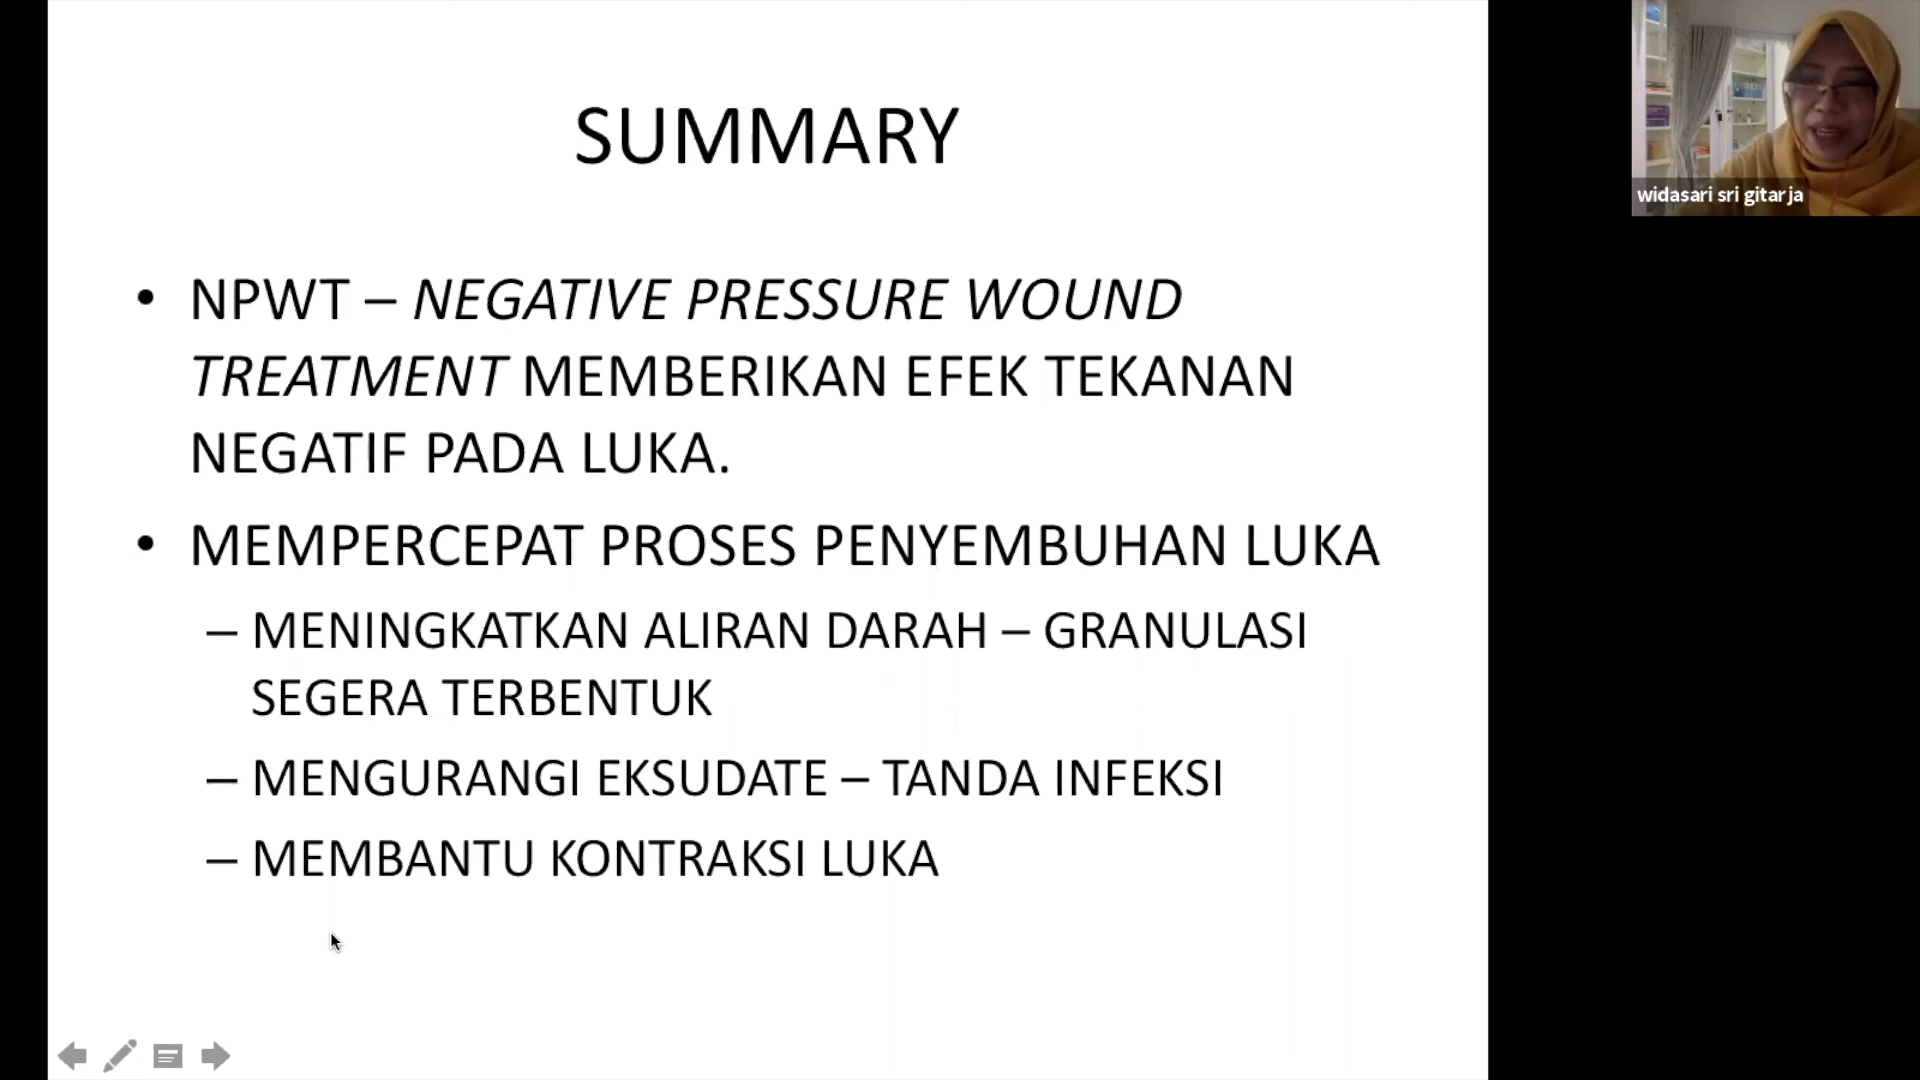 SUMMARY
• NPWT – NEGATIVE PRESSURE WOUND
TREATMENT MEMBERIKAN EFEK TEKANAN
NEGATIF PADA LUKA.
• MEMPERCEPAT PROSES PENYEMBUHAN LUKA
– MENINGKATKAN ALIRAN DARAH – GRANULASI
SEGERA TERBENTUK
– MENGURANGI EKSUDATE – TANDA INFEKSI
– MEMBANTU KONTRAKSI LUKA
widasari sri gitarja